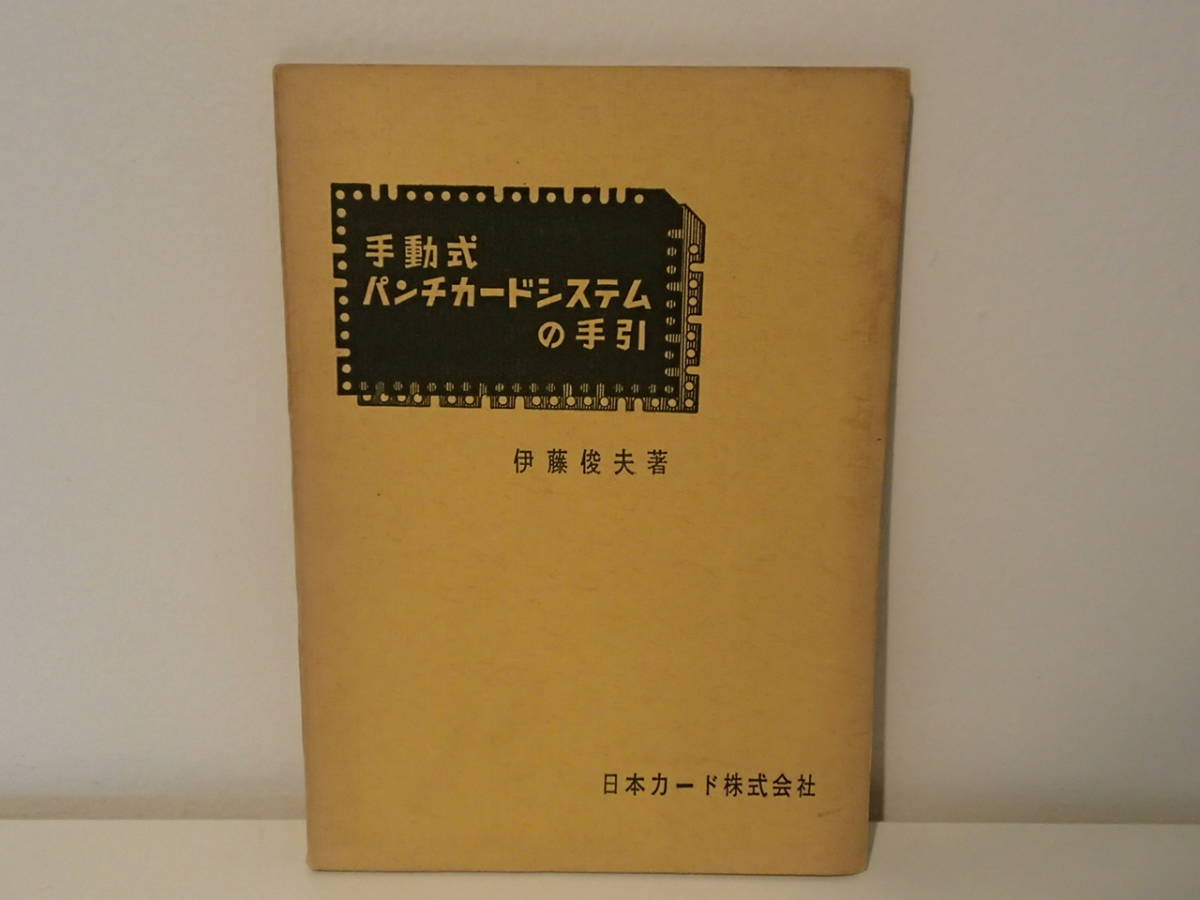 手動式
パンチカードシステム
の手引
伊藤俊夫著
日本カード株式会社